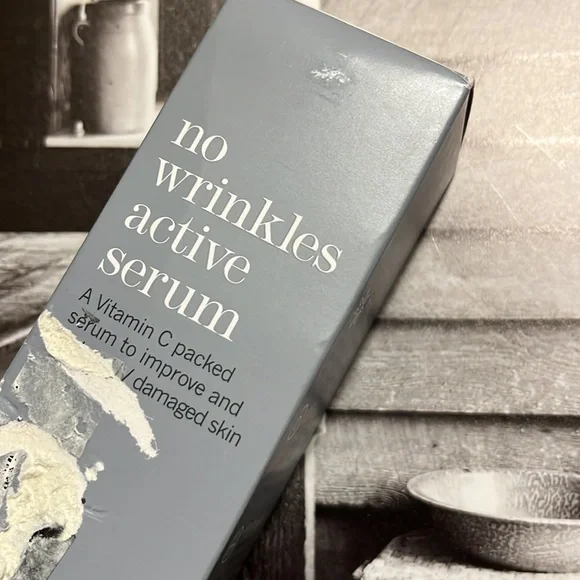 no
wrinkles
active
serum
A Vitamin C packed
serum to improve and
damaged skin